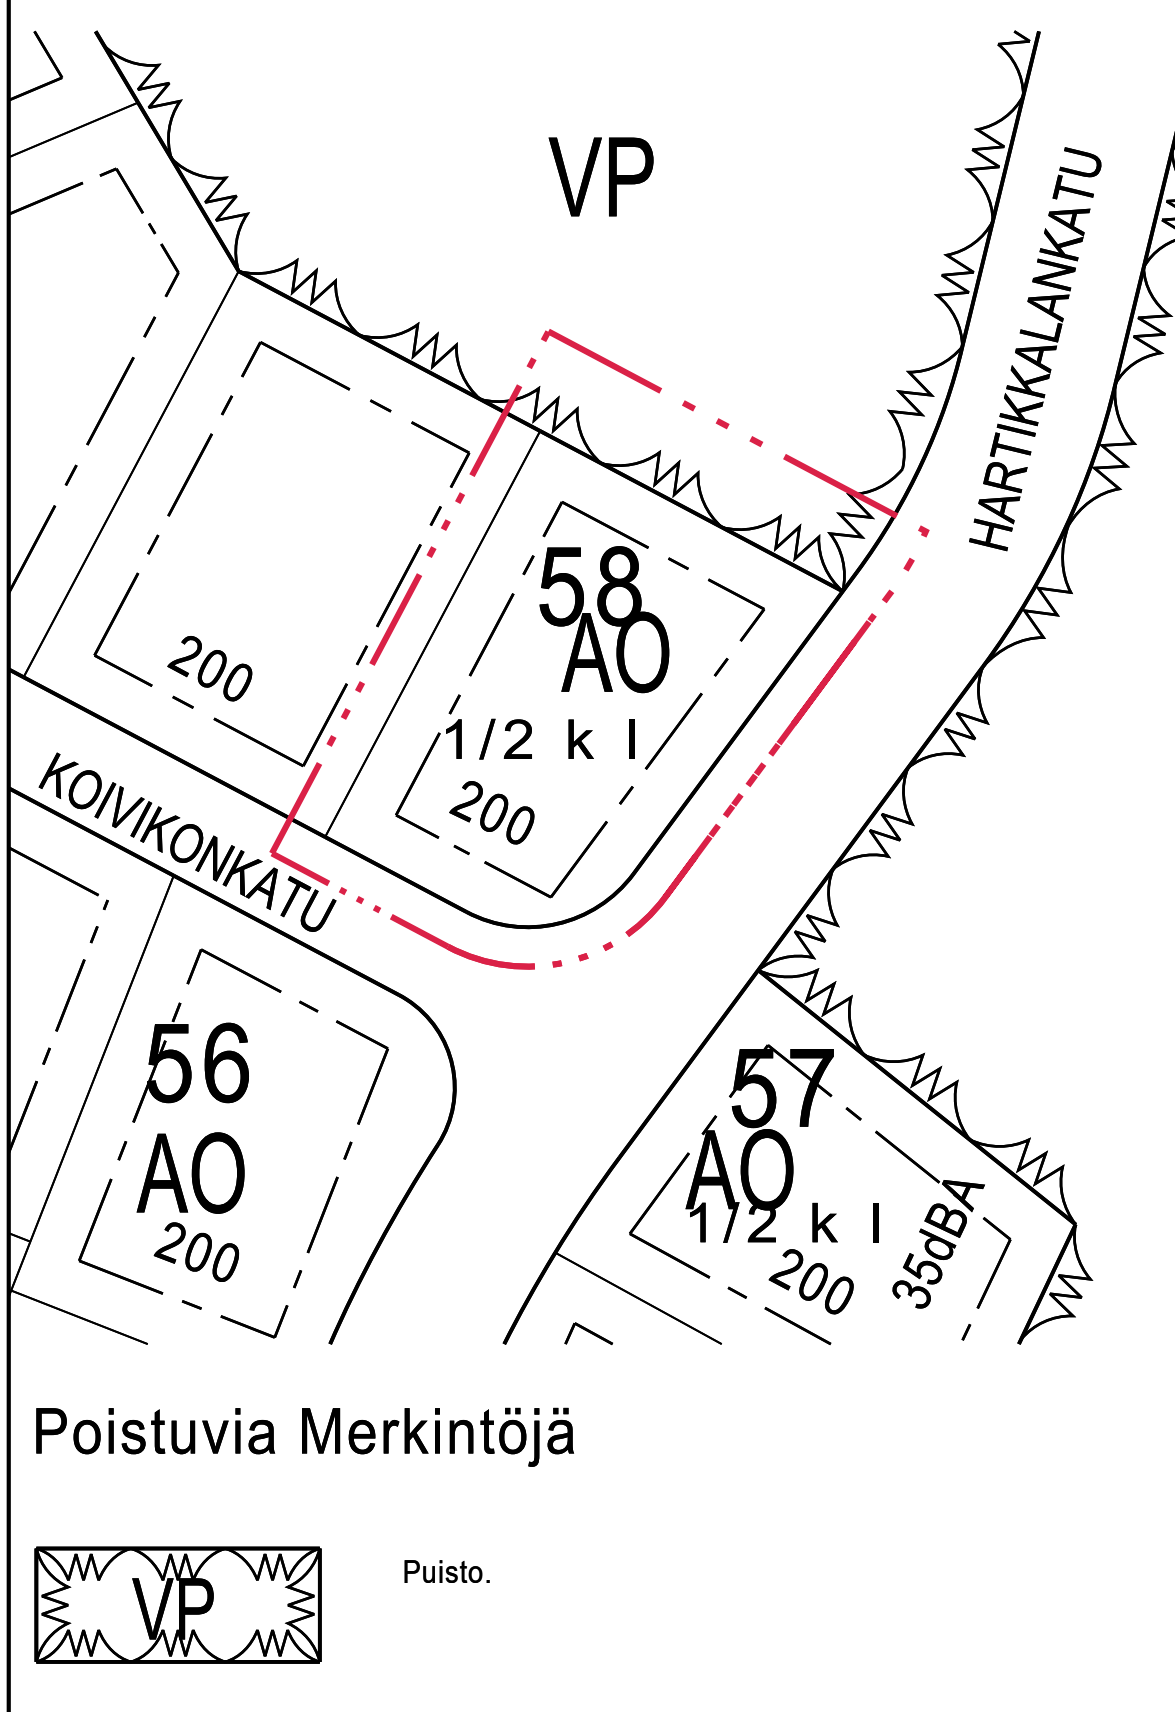 VP
HARTIKKALANKATU
58
AO
1/2 k I
200
200
KOIVIKONKATU
56
AO
200
57
AO
1/2 k I
200
35dBA
Poistuvia Merkintöjä
VP
Puisto.